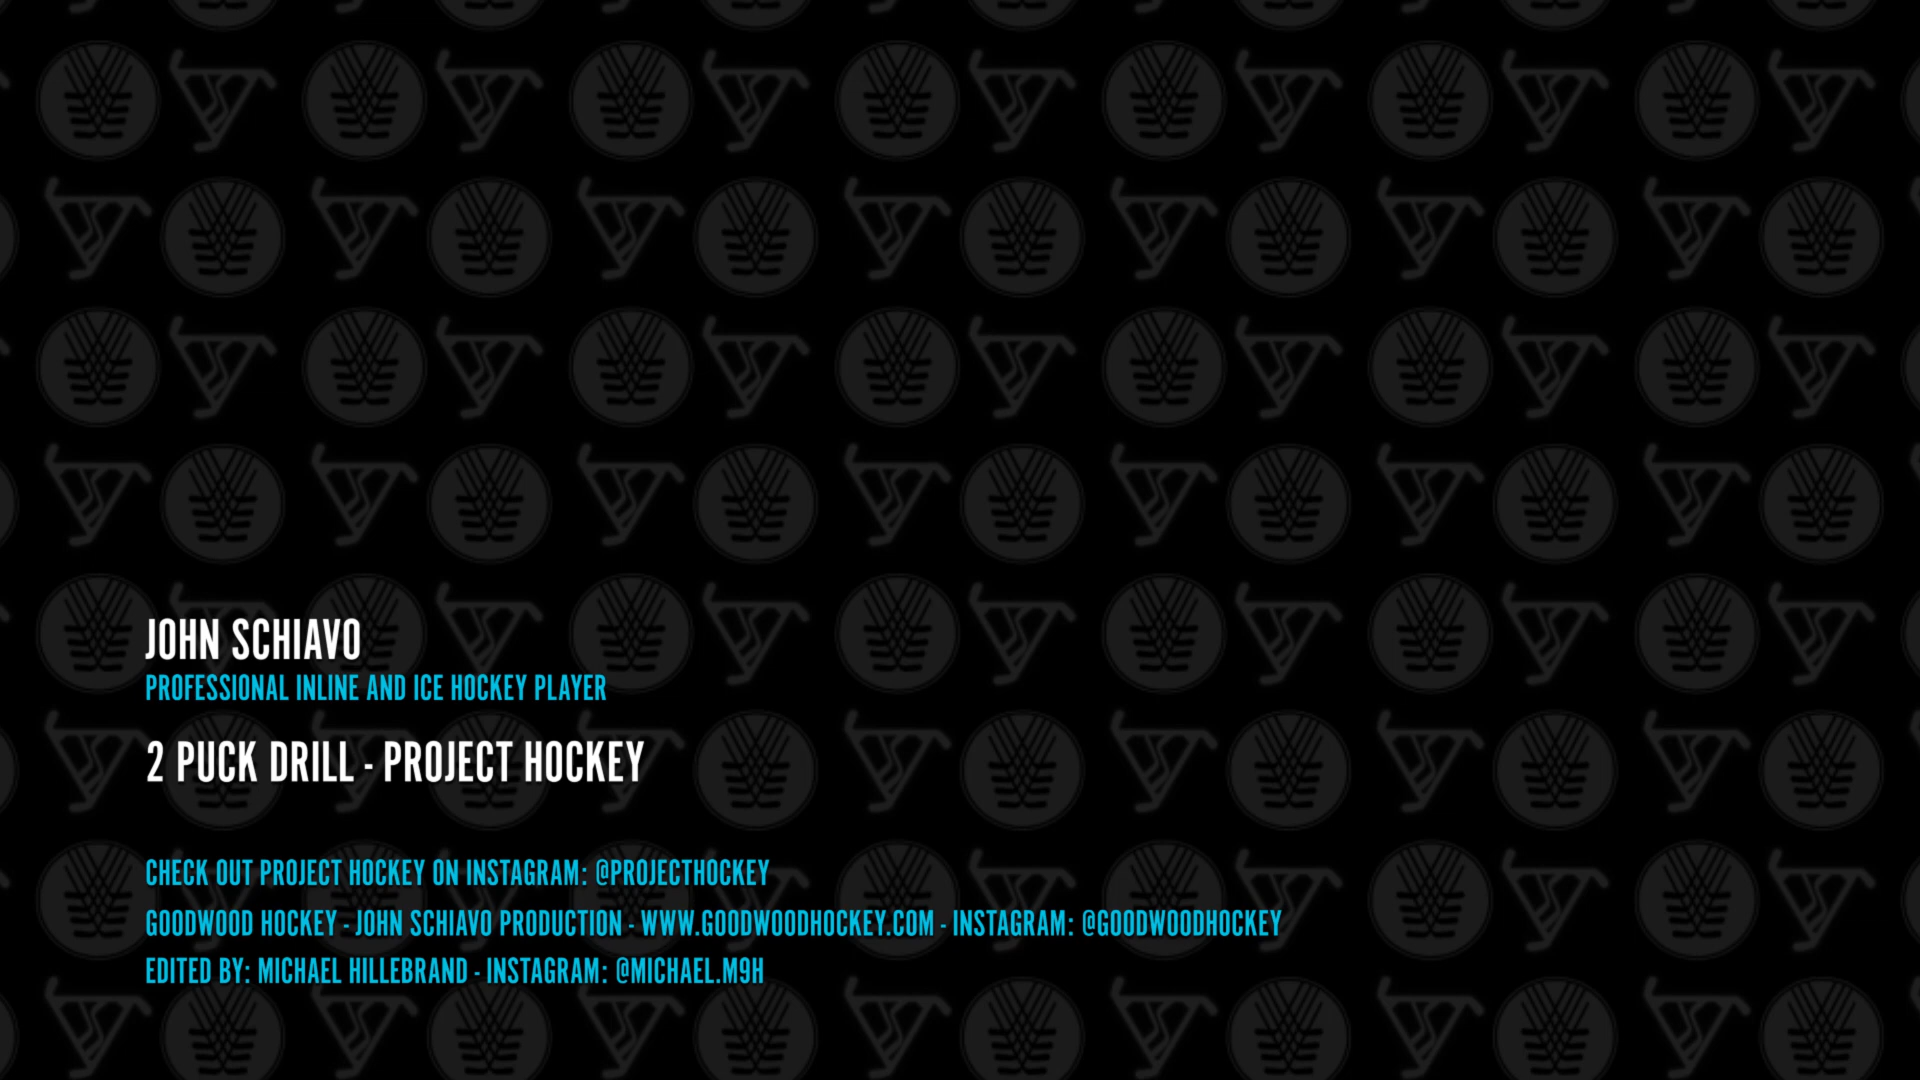 JOHN SCHIAVO
PROFESSIONAL INLINE AND ICE HOCKEY PLAYER
2 PUCK DRILL - PROJECT HOCKEY
CHECK OUT PROJECT HOCKEY ON INSTAGRAM: @PROJECTHOCKEY
GOODWOOD HOCKEY - JOHN SCHIAVO PRODUCTION - WWW.GOODWOODHOCKEY.COM - INSTAGRAM: @GOODWOODHOCKEY
EDITED BY: MICHAEL HILLEBRAND - INSTAGRAM: @MICHAEL.M9H